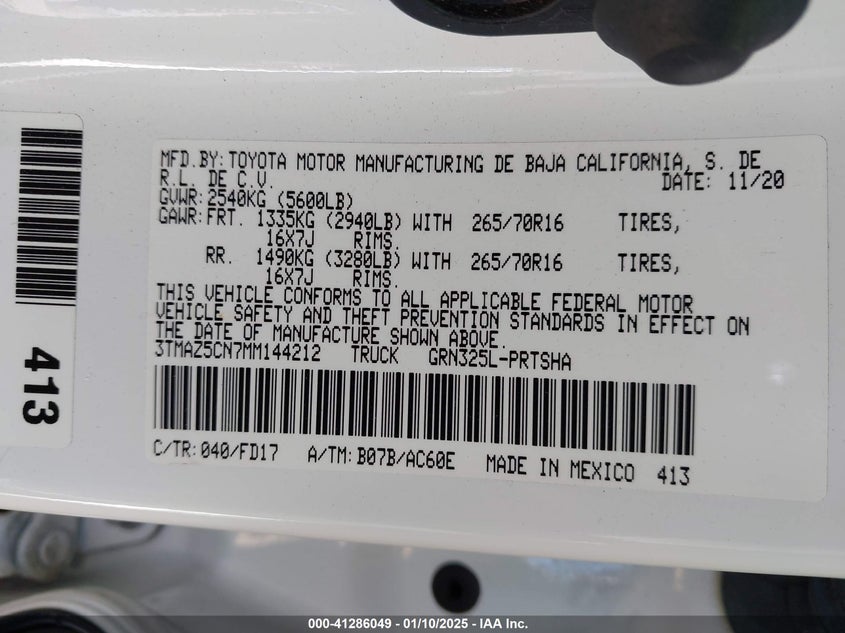 MFD.BY: TOYOTA MOTOR MANUFACTURING DE BAJA CALIFORNIA, S. DE
R.L. DE C.V. DATE: 11/20
GVWR: 2540KG (5600LB)
GAWR: FRT. 1335KG (2940LB) WITH 265/70R16 TIRES,
16X7J RIMS.
RR. 1490KG (3280LB) WITH 265/70R16 TIRES,
16X7J RIMS.
THIS VEHICLE CONFORMS TO ALL APPLICABLE FEDERAL MOTOR
VEHICLE SAFETY AND THEFT PREVENTION STANDARDS IN EFFECT ON
THE DATE OF MANUFACTURE SHOWN ABOVE.
3TMAZ5CN7MM144212 TRUCK GRN325L-PRTSHA
C/TR: 040/FD17 A/TM: B07B/AC60E MADE IN MEXICO 413
413
000-41286049 - 01/10/2025 - IAA Inc.